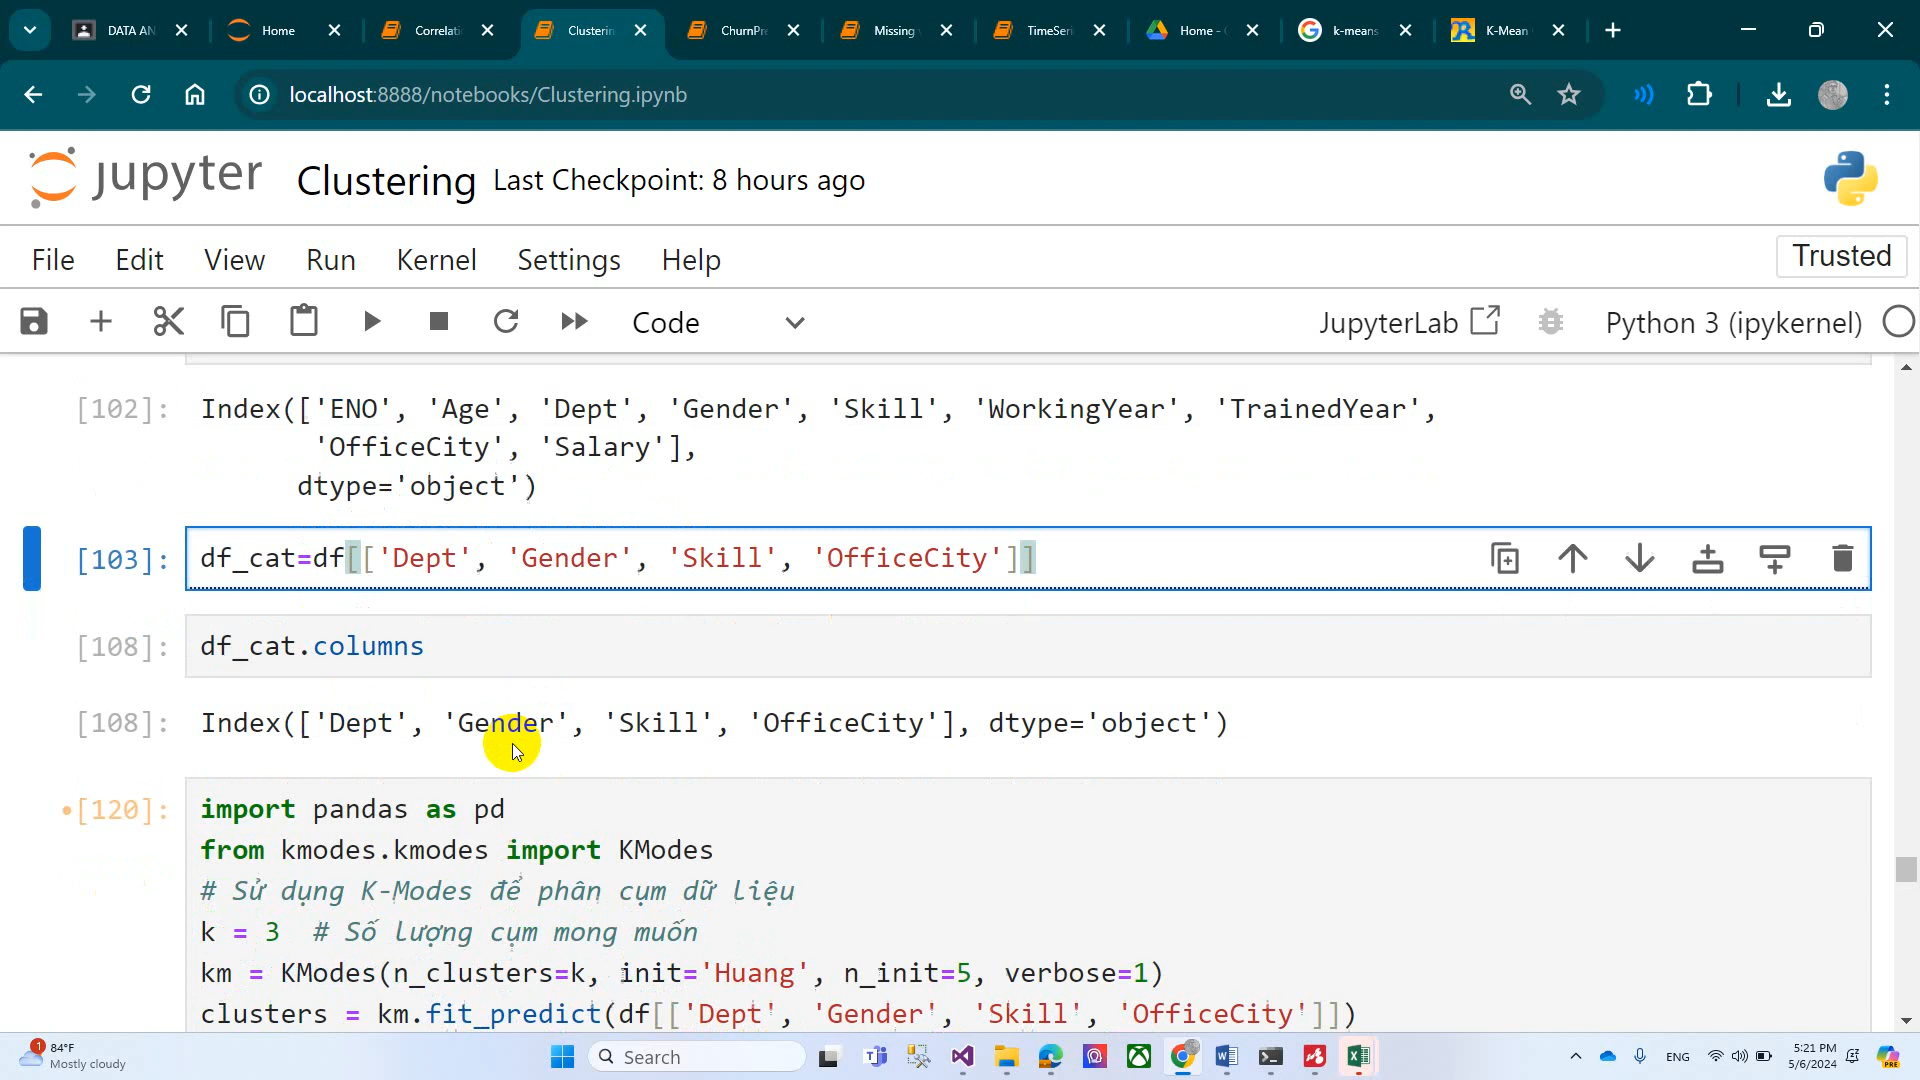 DATA AN
Home
Correlati
Clusterin
ChurnPre
Missing
TimeSeri
Home -
k-means
K-Mean
localhost:8888/notebooks/Clustering.ipynb
jupyter Clustering Last Checkpoint: 8 hours ago
File Edit View Run Kernel Settings Help Trusted
Code JupyterLab Python 3 (ipykernel)
[102]: Index(['ENO', 'Age', 'Dept', 'Gender', 'Skill', 'WorkingYear', 'TrainedYear',
'OfficeCity', 'Salary'],
dtype='object')
[103]: df_cat=df[['Dept', 'Gender', 'Skill', 'OfficeCity']]
[108]: df_cat.columns
[108]: Index(['Dept', 'Gender', 'Skill', 'OfficeCity'], dtype='object')
•[120]: import pandas as pd
from kmodes.kmodes import KModes
# Sử dụng K-Modes để phân cụm dữ liệu
k = 3 # Số lượng cụm mong muốn
km = KModes(n_clusters=k, init='Huang', n_init=5, verbose=1)
clusters = km.fit_predict(df[['Dept', 'Gender', 'Skill', 'OfficeCity']])
1
84°F
Mostly cloudy
Search
ENG
5:21 PM
5/6/2024